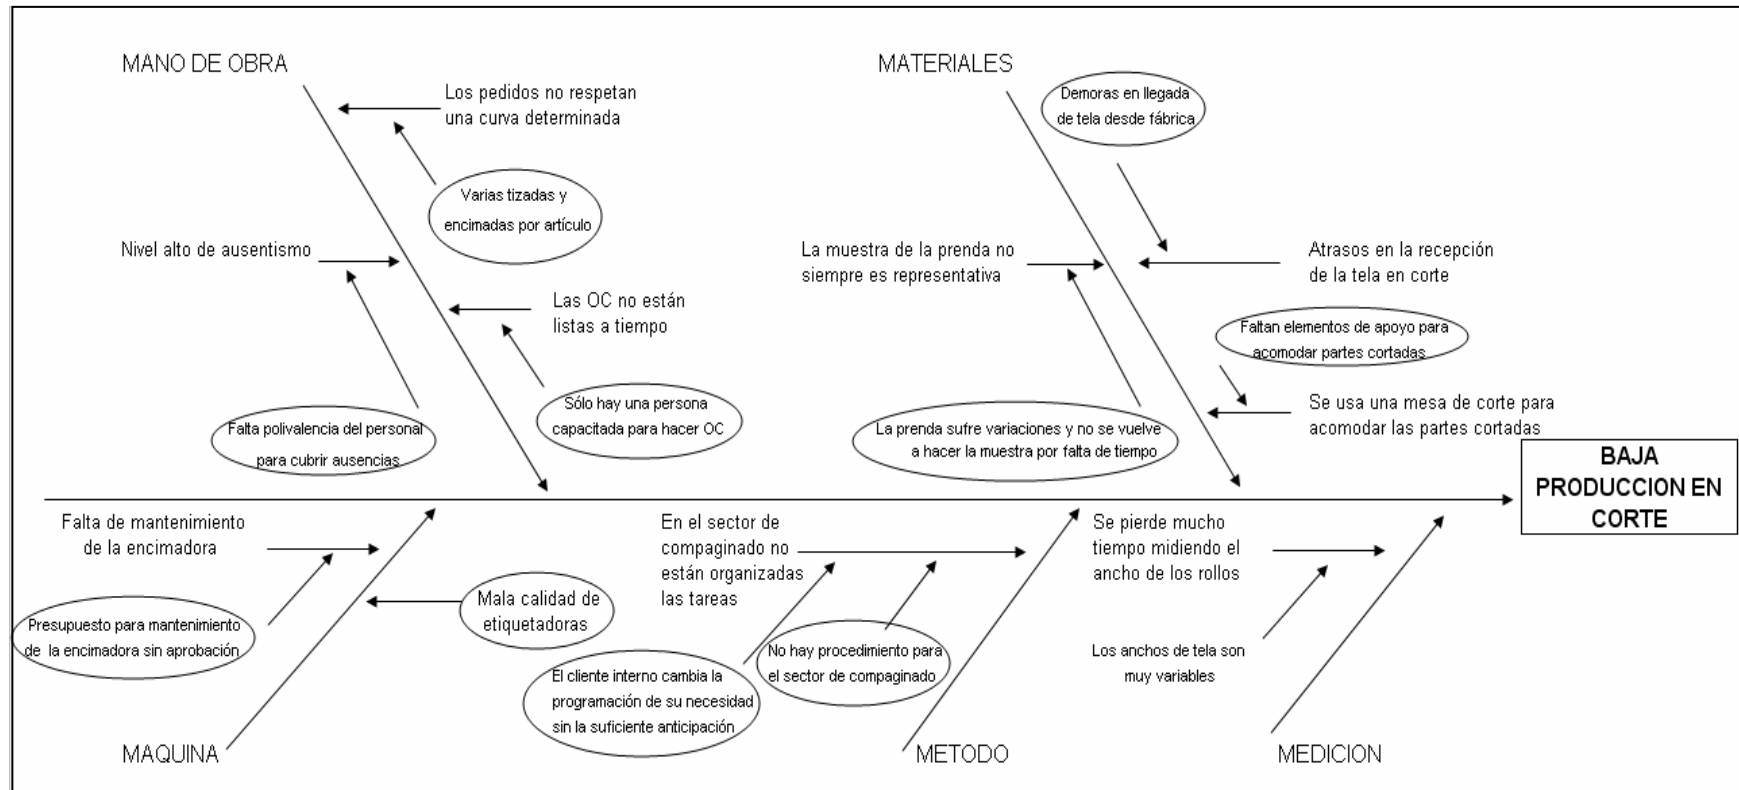 MANO DE OBRA
Los pedidos no respetan
una curva determinada
Varias tizadas y
encimadas por artículo
Nivel alto de ausentismo
Las OC no están
listas a tiempo
Sólo hay una persona
capacitada para hacer OC
Falta polivalencia del personal
para cubrir ausencias
MATERIALES
Demoras en llegada
de tela desde fábrica
La muestra de la prenda no
siempre es representativa
Atrasos en la recepción
de la tela en corte
Faltan elementos de apoyo para
acomodar partes cortadas
Se usa una mesa de corte para
acomodar las partes cortadas
La prenda sufre variaciones y no se vuelve
a hacer la muestra por falta de tiempo
BAJA
PRODUCCION EN
CORTE
Falta de mantenimiento
de la encimadora
Presupuesto para mantenimiento
de la encimadora sin aprobación
Mala calidad de
etiquetadoras
MAQUINA
En el sector de
compaginado no
están organizadas
las tareas
El cliente interno cambia la
programación de su necesidad
sin la suficiente anticipación
No hay procedimiento para
el sector de compaginado
METODO
Se pierde mucho
tiempo midiendo el
ancho de los rollos
Los anchos de tela son
muy variables
MEDICION